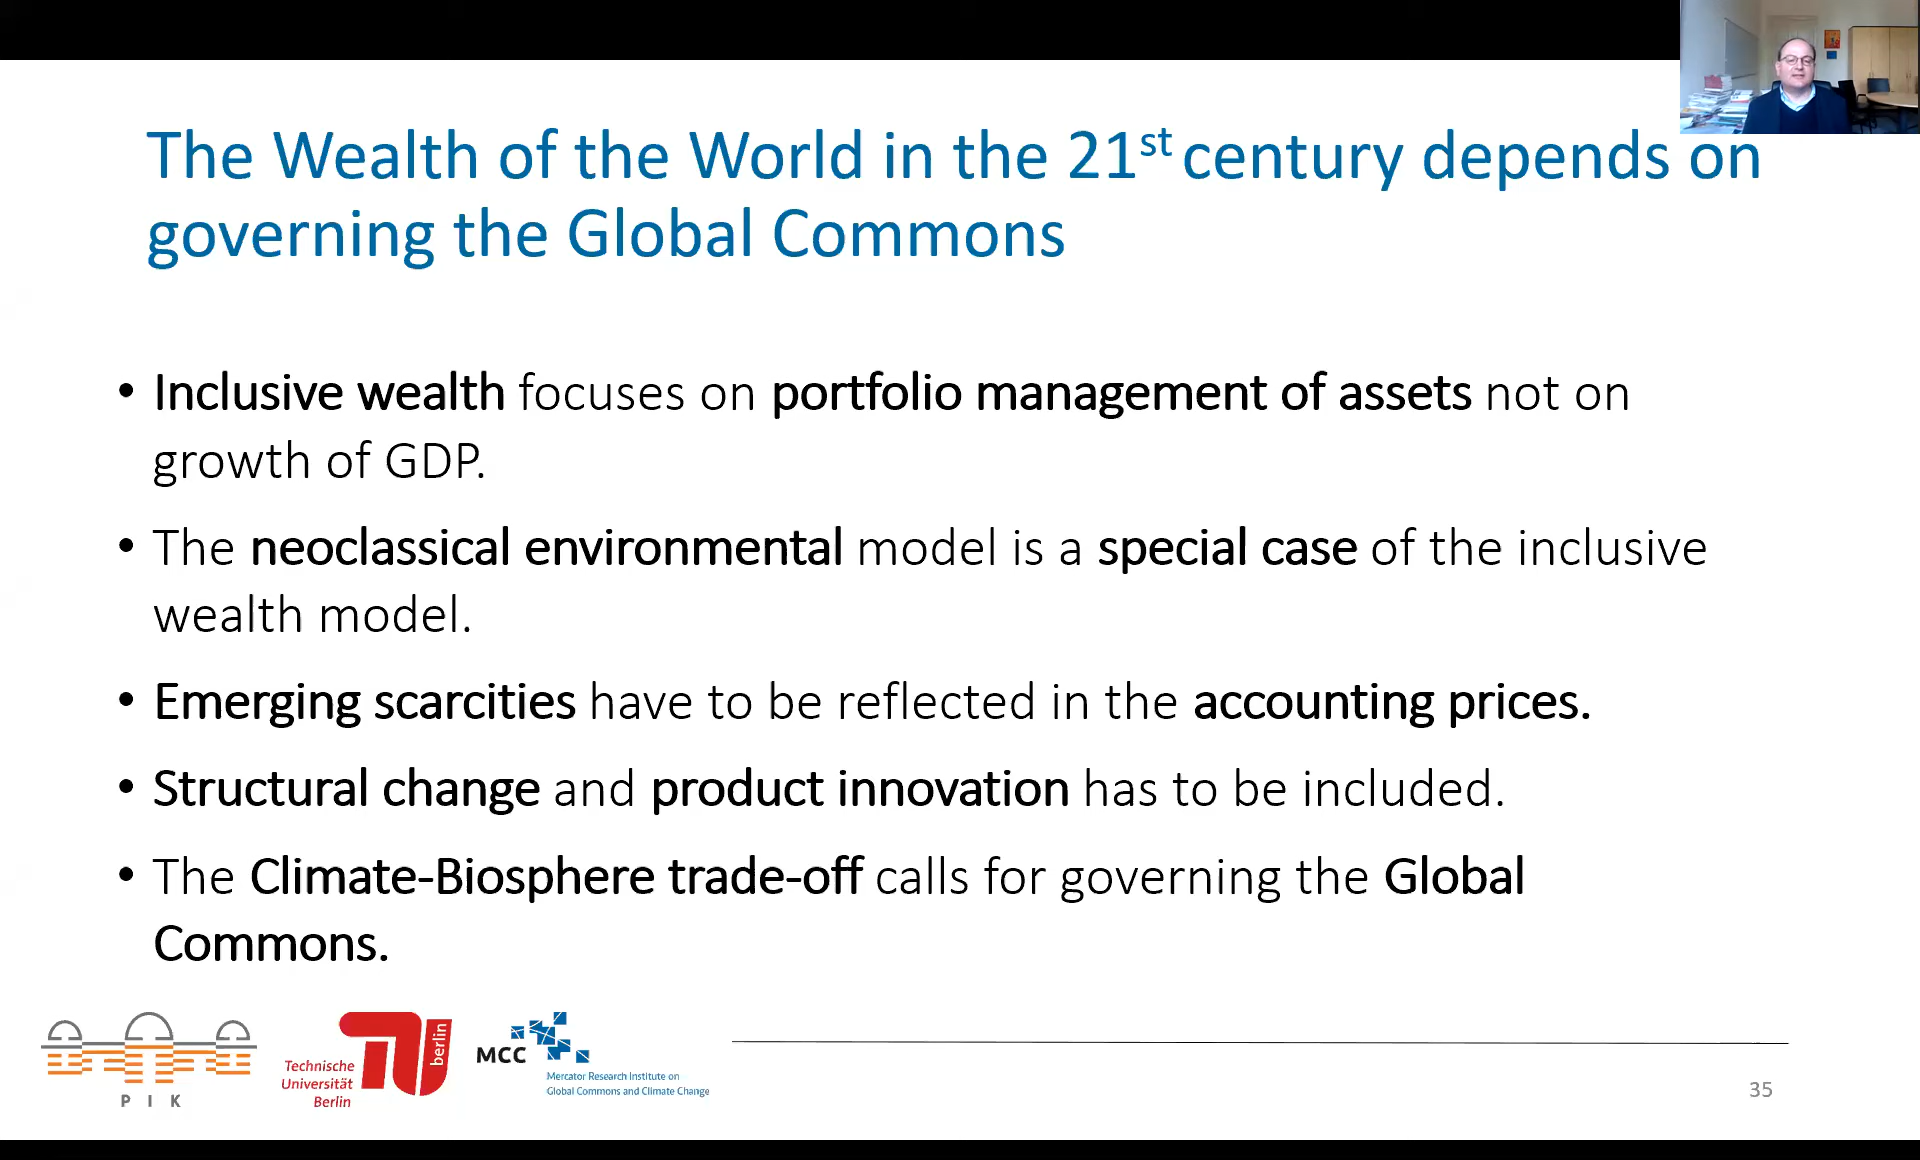 The Wealth of the World in the 21st century depends on
governing the Global Commons
• Inclusive wealth focuses on portfolio management of assets not on
growth of GDP.
• The neoclassical environmental model is a special case of the inclusive
wealth model.
• Emerging scarcities have to be reflected in the accounting prices.
• Structural change and product innovation has to be included.
• The Climate-Biosphere trade-off calls for governing the Global
Commons.
PIK
Technische
Universität
Berlin
berlin
MCC
Mercator Research Institute on
Global Commons and Climate Change
35